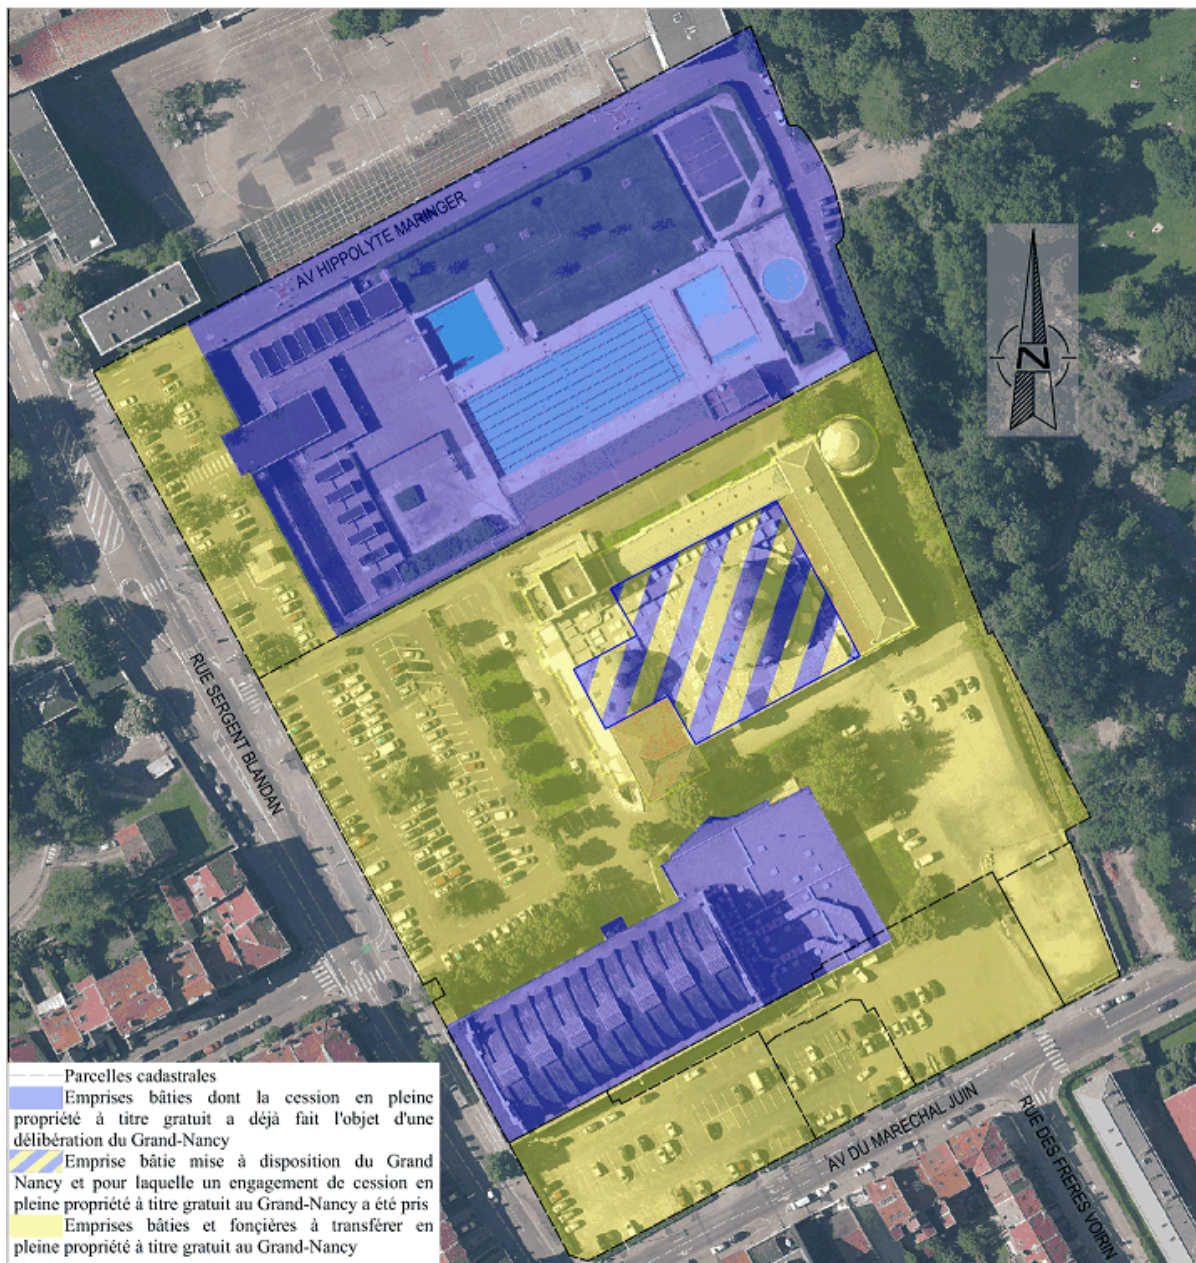 AV HIPPOLYTE MARINGER
N
RUE SERGENT BLANDAN
AV DU MARECHAL JUIN
RUE DES FRERES VOIRIN
Parcelles cadastrales
Emprises bâties dont la cession en pleine
propriété à titre gratuit a déjà fait l'objet d'une
délibération du Grand-Nancy
Emprise bâtie mise à disposition du Grand
Nancy et pour laquelle un engagement de cession en
pleine propriété à titre gratuit au Grand-Nancy a été pris
Emprises bâties et fonçières à transférer en
pleine propriété à titre gratuit au Grand-Nancy